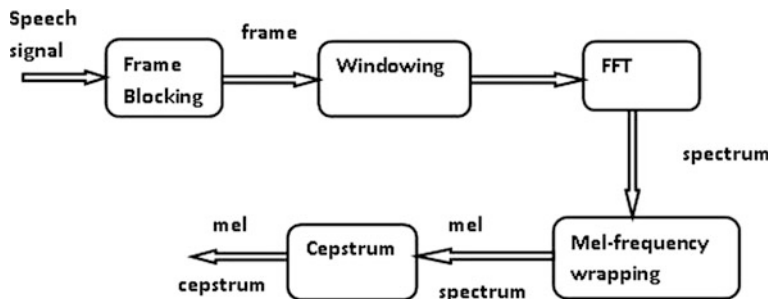 Speech
signal
Frame
Blocking
frame
Windowing
FFT
spectrum
Mel-frequency
wrapping
mel
spectrum
Cepstrum
mel
cepstrum